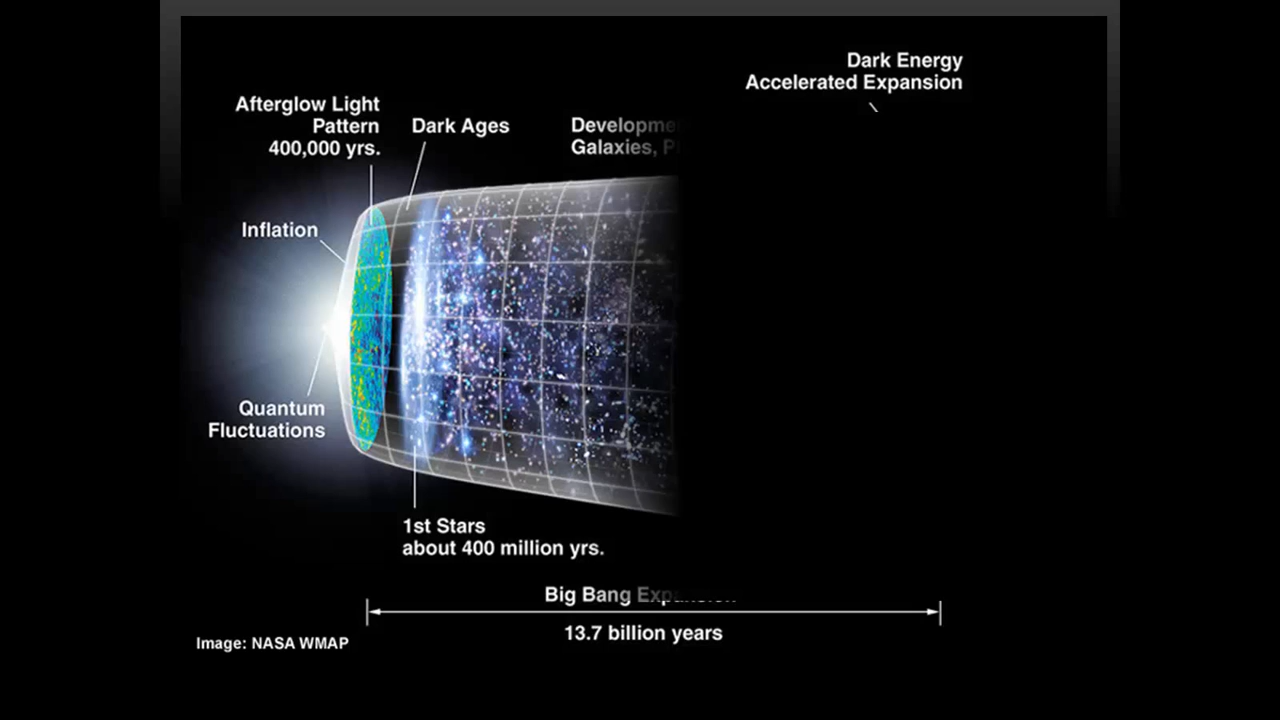 Dark Energy
Accelerated Expansion
Afterglow Light
Pattern
400,000 yrs.
Dark Ages
Galaxies,
Inflation
Quantum
Fluctuations
1st Stars
about 400 million yrs.
Big Bang
13.7 billion years
Image: NASA WMAP